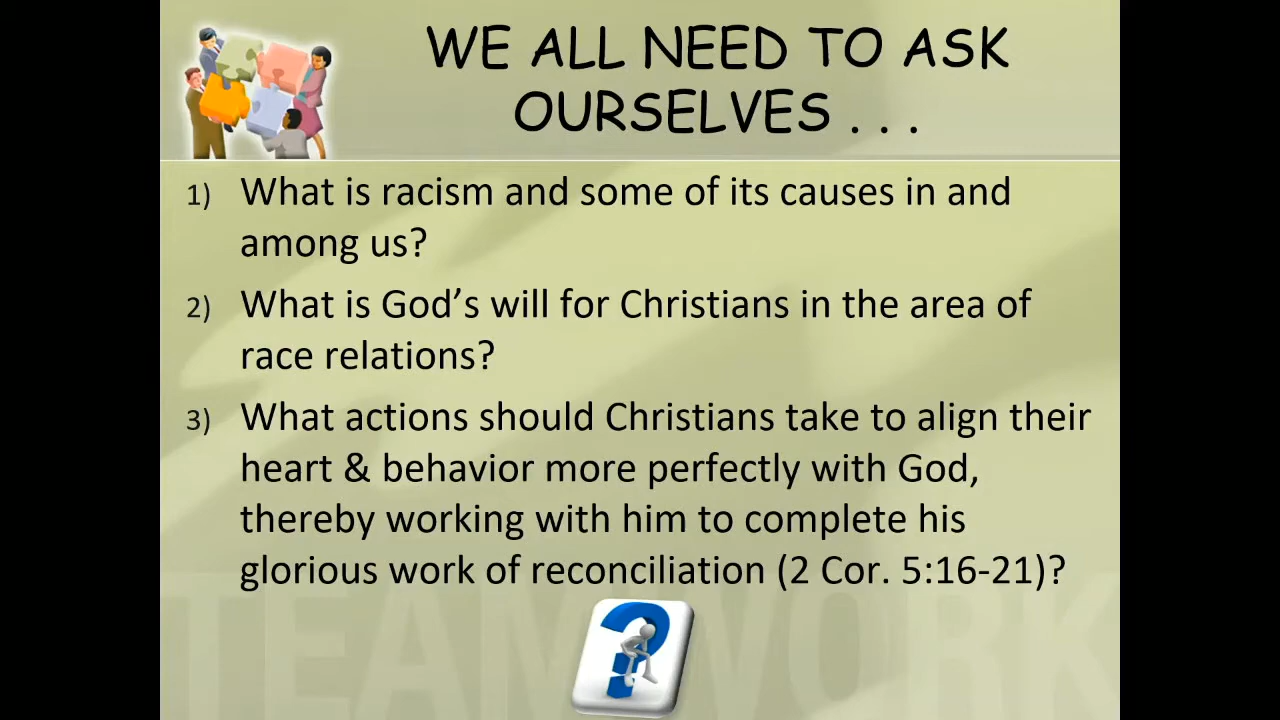 WE ALL NEED TO ASK
OURSELVES . . .
1) What is racism and some of its causes in and
among us?
2) What is God’s will for Christians in the area of
race relations?
3) What actions should Christians take to align their
heart & behavior more perfectly with God,
thereby working with him to complete his
glorious work of reconciliation (2 Cor. 5:16-21)?
TEAMWORK
?